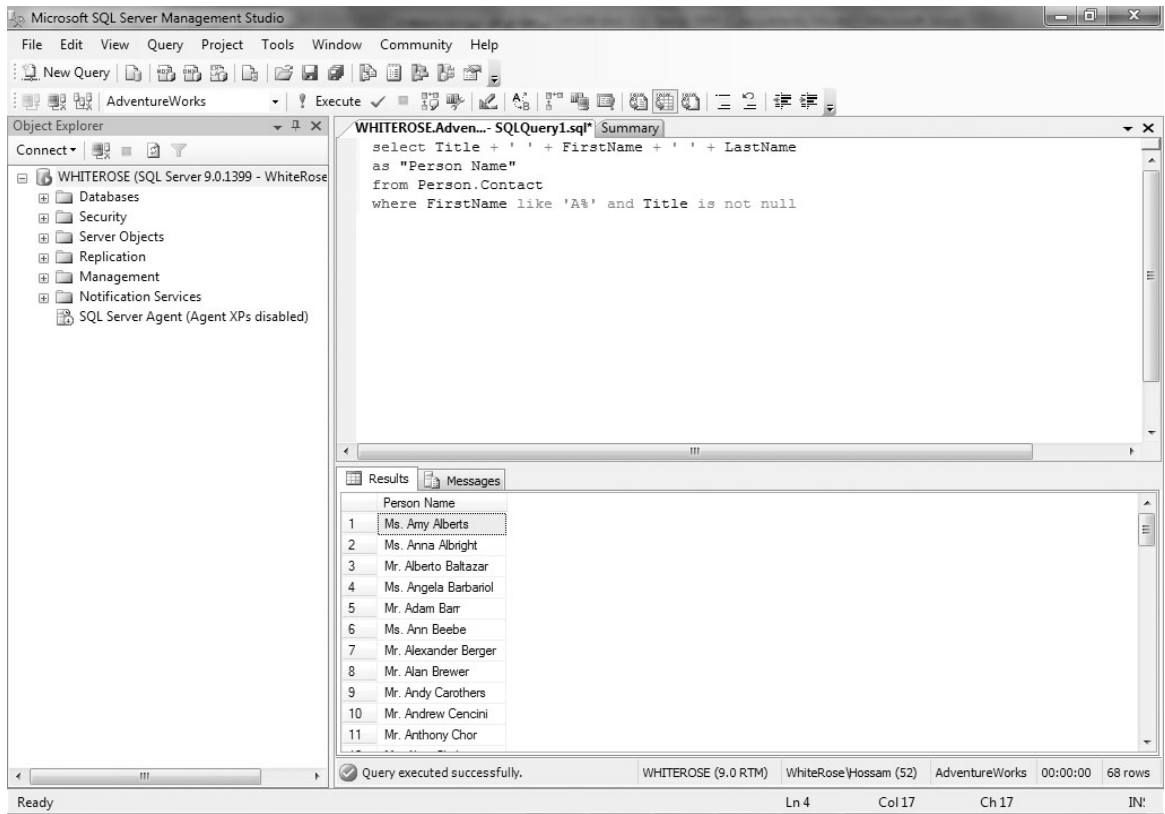 Microsoft SQL Server Management Studio
File Edit View Query Project Tools Window Community Help
New Query
AdventureWorks
Execute
Object Explorer
Connect
WHITEROSE (SQL Server 9.0.1399 - WhiteRose
Databases
Security
Server Objects
Replication
Management
Notification Services
SQL Server Agent (Agent XPs disabled)
WHITEROSE.Adven...- SQLQuery1.sql* Summary
select Title + ' ' + FirstName + ' ' + LastName
as "Person Name"
from Person.Contact
where FirstName like 'A%' and Title is not null
Results Messages
Person Name
1 Ms. Amy Alberts
2 Ms. Anna Albright
3 Mr. Alberto Baltazar
4 Ms. Angela Barbariol
5 Mr. Adam Barr
6 Ms. Ann Beebe
7 Mr. Alexander Berger
8 Mr. Alan Brewer
9 Mr. Andy Carothers
10 Mr. Andrew Cencini
11 Mr. Anthony Chor
Query executed successfully. WHITEROSE (9.0 RTM) WhiteRose\Hossam (52) AdventureWorks 00:00:00 68 rows
Ready Ln 4 Col 17 Ch 17 IN